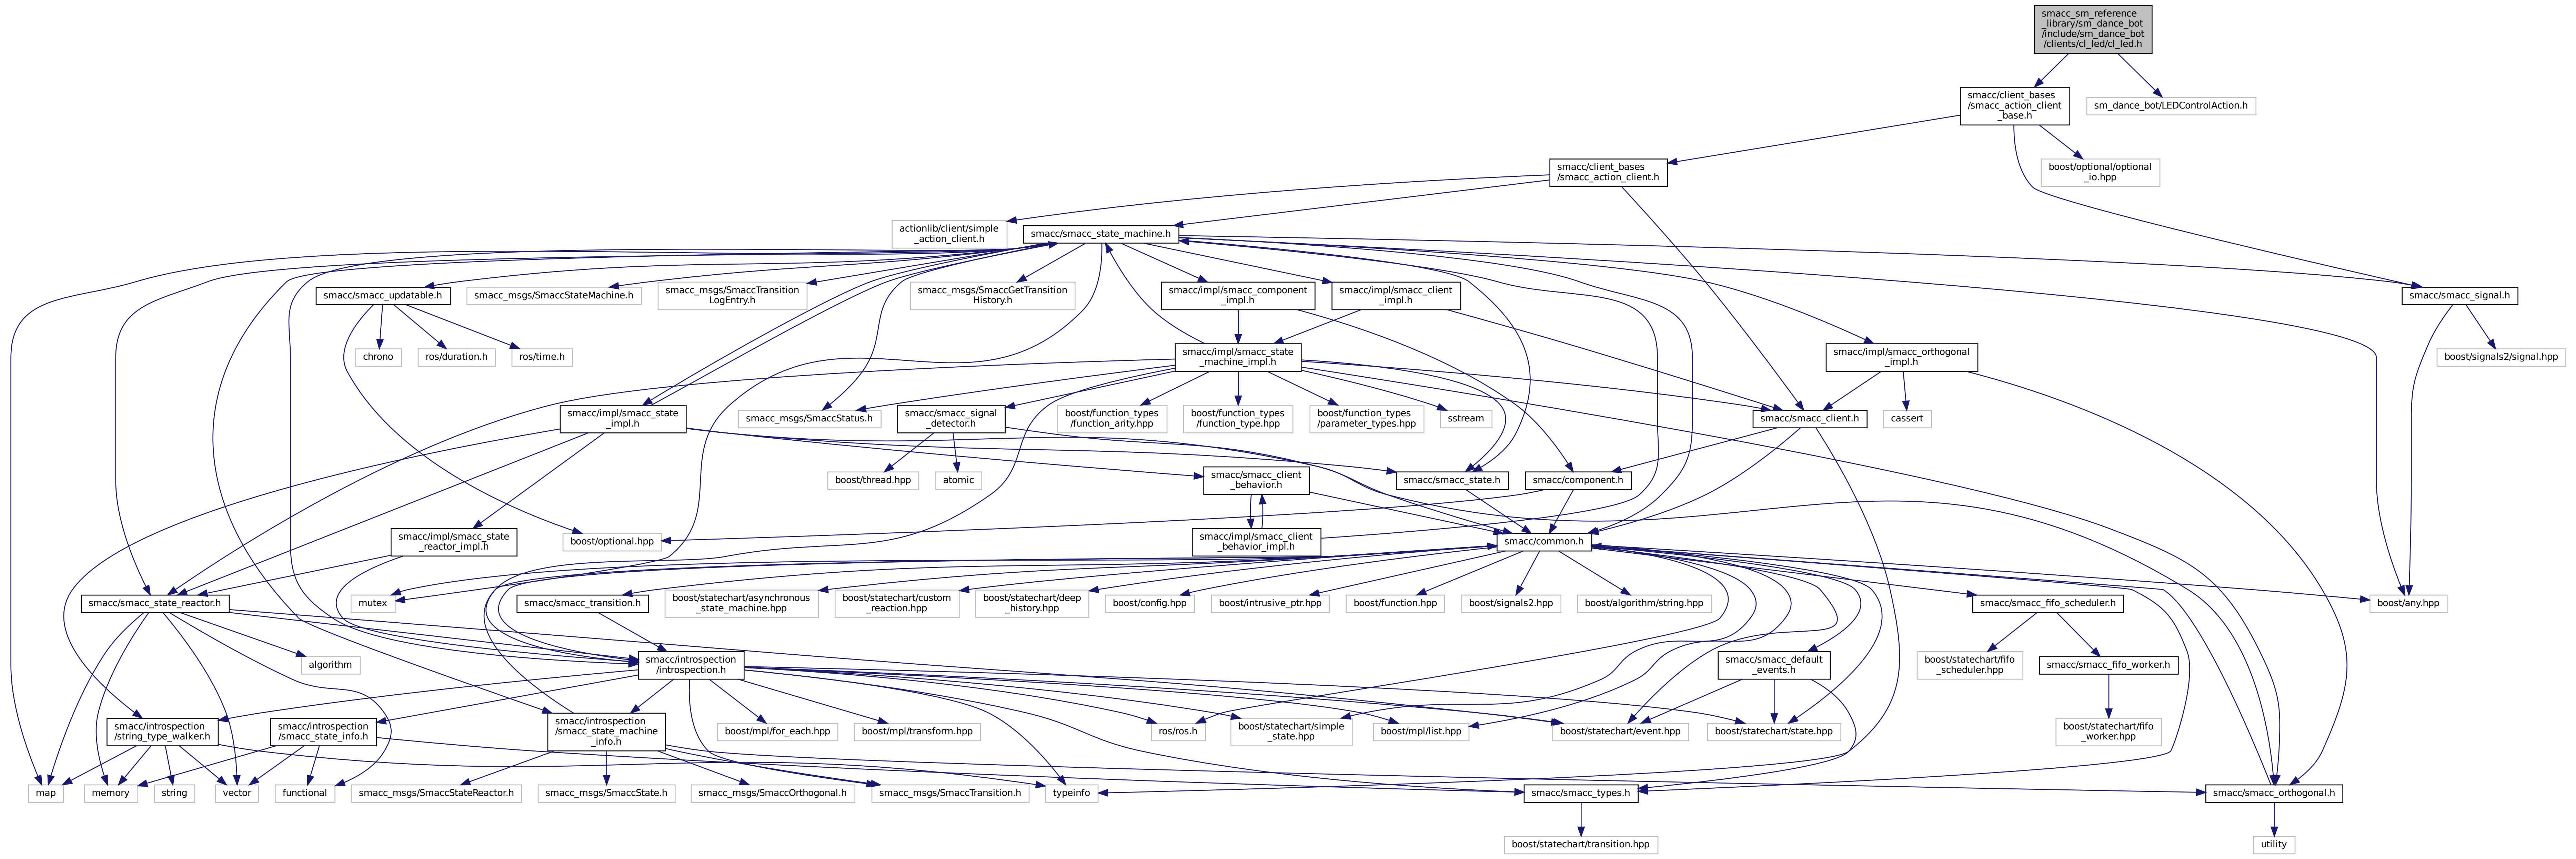 smacc_sm_reference
_library/sm_dance_bot
/include/sm_dance_bot
/clients/cl_led/cl_led.h
smacc/client_bases
/smacc_action_client
_base.h
sm_dance_bot/LEDControlAction.h
smacc/client_bases
/smacc_action_client.h
boost/optional/optional
_io.hpp
actionlib/client/simple
_action_client.h
smacc/smacc_state_machine.h
smacc/smacc_updatable.h
smacc_msgs/SmaccStateMachine.h
smacc_msgs/SmaccTransition
LogEntry.h
smacc_msgs/SmaccGetTransition
History.h
smacc/impl/smacc_component
_impl.h
smacc/impl/smacc_client
_impl.h
smacc/smacc_signal.h
chrono
ros/duration.h
ros/time.h
smacc/impl/smacc_state
_machine_impl.h
smacc/impl/smacc_orthogonal
_impl.h
boost/signals2/signal.hpp
smacc/impl/smacc_state
_impl.h
smacc_msgs/SmaccStatus.h
smacc/smacc_signal
_detector.h
boost/function_types
/function_arity.hpp
boost/function_types
/function_type.hpp
boost/function_types
/parameter_types.hpp
sstream
smacc/smacc_client.h
cassert
boost/thread.hpp
atomic
smacc/smacc_client
_behavior.h
smacc/smacc_state.h
smacc/component.h
smacc/impl/smacc_state
_reactor_impl.h
boost/optional.hpp
smacc/impl/smacc_client
_behavior_impl.h
smacc/common.h
smacc/smacc_state_reactor.h
mutex
smacc/smacc_transition.h
boost/statechart/asynchronous
_state_machine.hpp
boost/statechart/custom
_reaction.hpp
boost/statechart/deep
_history.hpp
boost/config.hpp
boost/intrusive_ptr.hpp
boost/function.hpp
boost/signals2.hpp
boost/algorithm/string.hpp
smacc/smacc_fifo_scheduler.h
boost/any.hpp
algorithm
smacc/introspection
/introspection.h
smacc/smacc_default
_events.h
boost/statechart/fifo
_scheduler.hpp
smacc/smacc_fifo_worker.h
smacc/introspection
/string_type_walker.h
smacc/introspection
/smacc_state_info.h
smacc/introspection
/smacc_state_machine
_info.h
boost/mpl/for_each.hpp
boost/mpl/transform.hpp
ros/ros.h
boost/statechart/simple
_state.hpp
boost/mpl/list.hpp
boost/statechart/event.hpp
boost/statechart/state.hpp
boost/statechart/fifo
_worker.hpp
map
memory
string
vector
functional
smacc_msgs/SmaccStateReactor.h
smacc_msgs/SmaccState.h
smacc_msgs/SmaccOrthogonal.h
smacc_msgs/SmaccTransition.h
typeinfo
smacc/smacc_types.h
smacc/smacc_orthogonal.h
boost/statechart/transition.hpp
utility